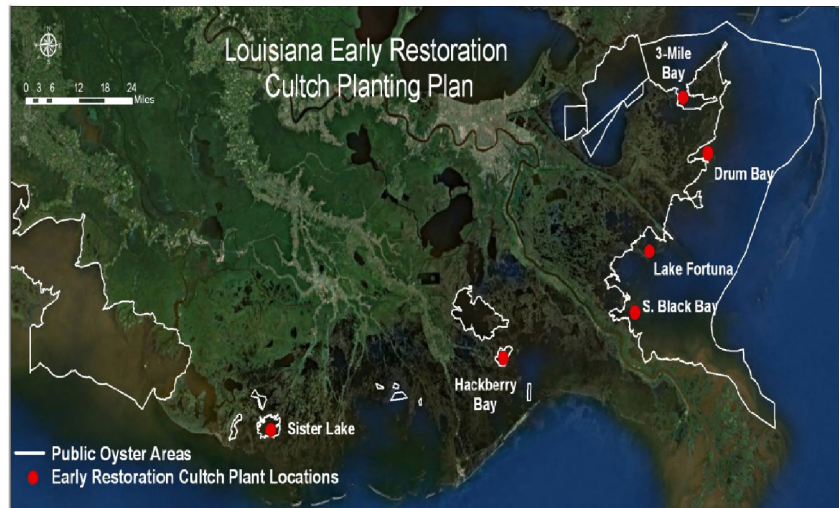 Louisiana Early Restoration
Cultch Planting Plan
0 3 6 12 18 24
Miles
3-Mile
Bay
Drum Bay
Lake Fortuna
S. Black Bay
Hackberry
Bay
Sister Lake
Public Oyster Areas
Early Restoration Cultch Plant Locations